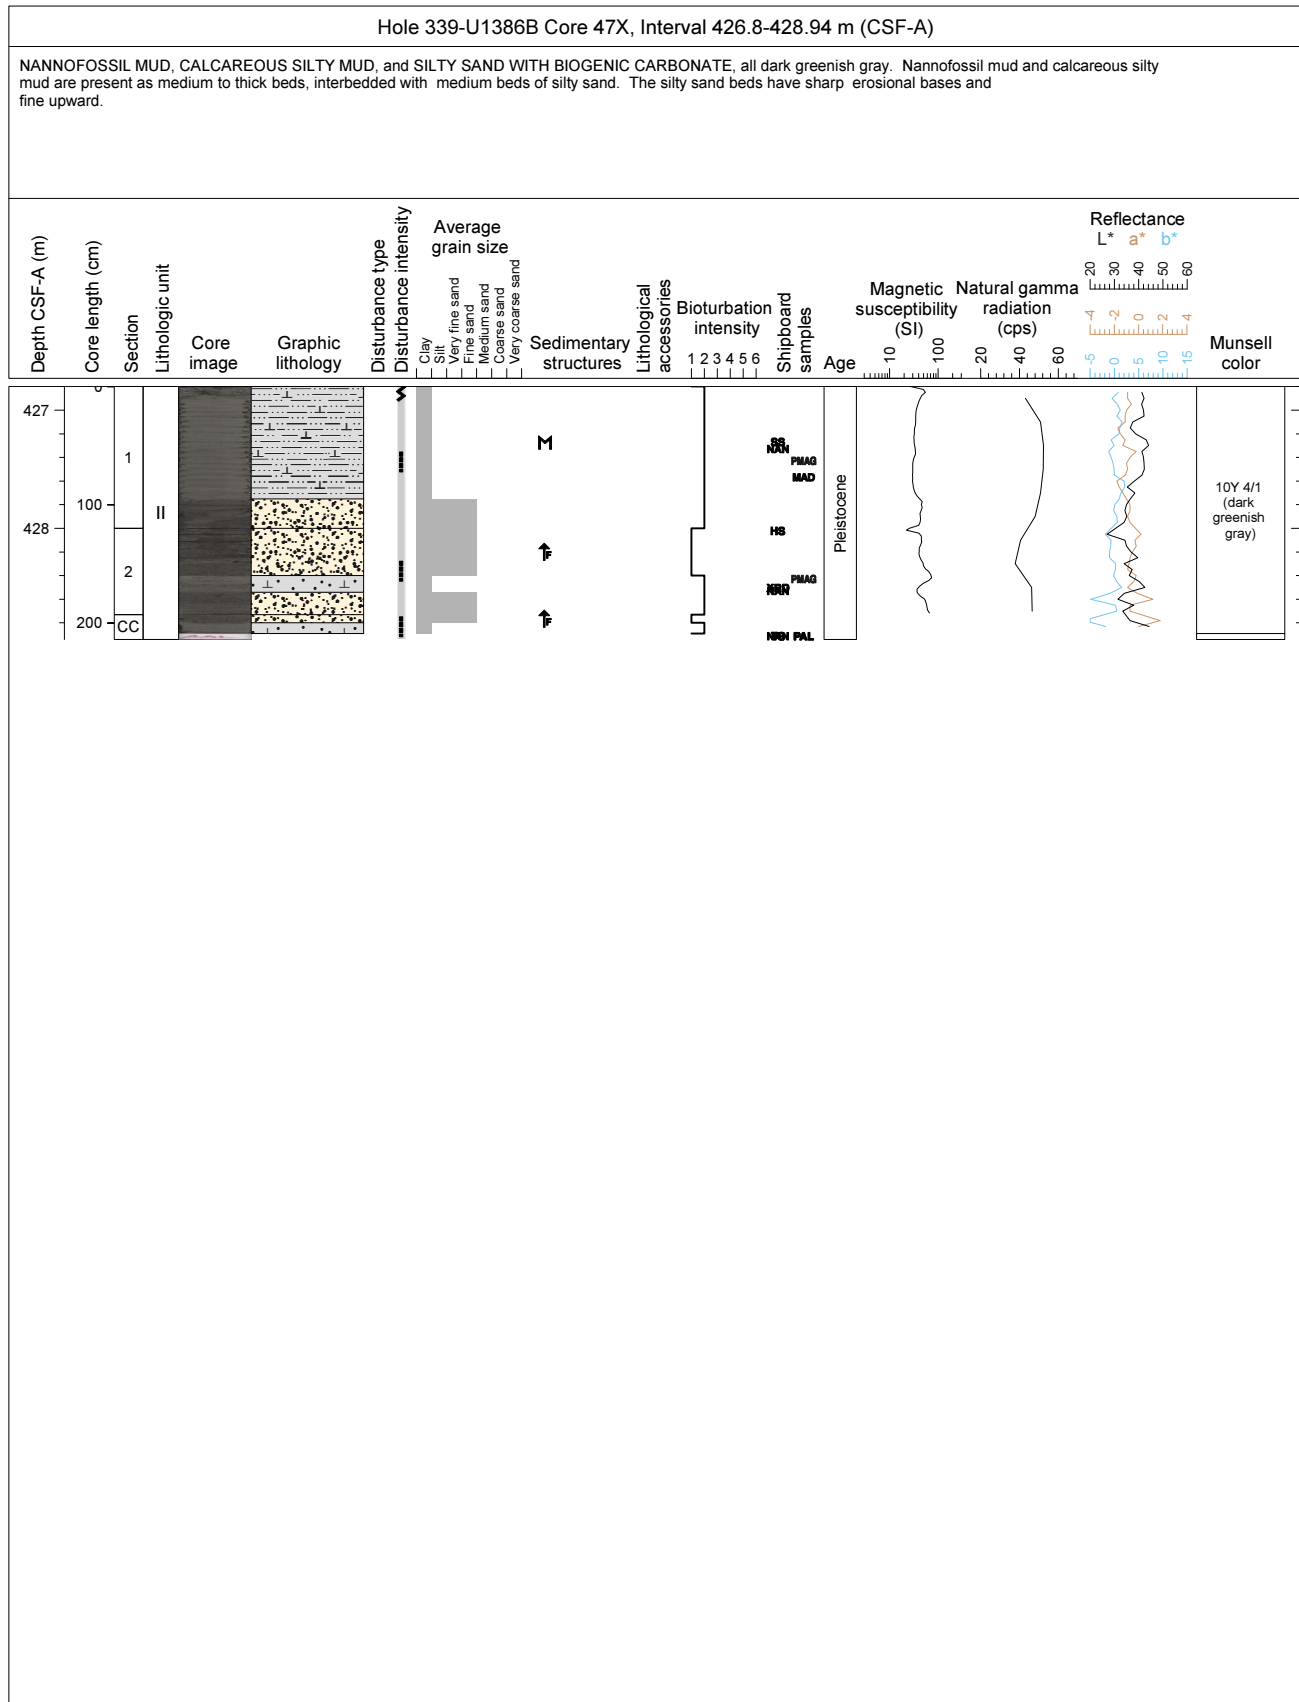 Hole 339-U1386B Core 47X, Interval 426.8-428.94 m (CSF-A)
NANNOFOSSIL MUD, CALCAREOUS SILTY MUD, and SILTY SAND WITH BIOGENIC CARBONATE, all dark greenish gray. Nannofossil mud and calcareous silty
mud are present as medium to thick beds, interbedded with medium beds of silty sand. The silty sand beds have sharp erosional bases and
fine upward.
Depth CSF-A (m)
Core length (cm)
Section
Lithologic unit
Core
image
Graphic
lithology
Disturbance type
Disturbance intensity
Average
grain size
Clay
Silt
Very fine sand
Fine sand
Medium sand
Coarse sand
Very coarse sand
Sedimentary
structures
Lithological
accessories
Bioturbation
intensity
1 2 3 4 5 6
Shipboard
samples
Age
Magnetic
susceptibility
(SI)
10 100
Natural gamma
radiation
(cps)
20 40 60
Reflectance
L* a* b*
20 30 40 50 60
-4 -2 0 2 4
-5 0 5 10 15
Munsell
color
427
428
0
100
200
1
2
CC
II
M
F
F
SS
NAN
PMAG
MAD
HS
PMAG
PAL
Pleistocene
10Y 4/1
(dark
greenish
gray)